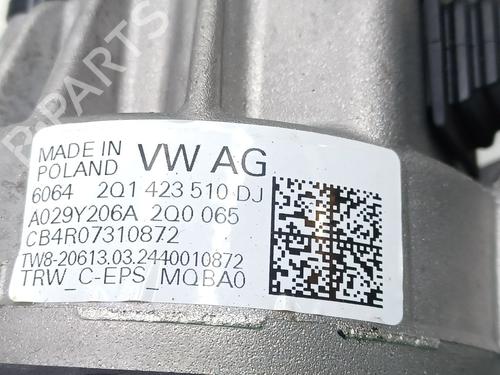 B-PARTS
MADE IN
POLAND VW AG
6064 2Q1 423 510 DJ
A029Y206A 2Q0 065
CB4R07310872
TW8-20613.03.2440010872
TRW_C-EPS_MQBA0